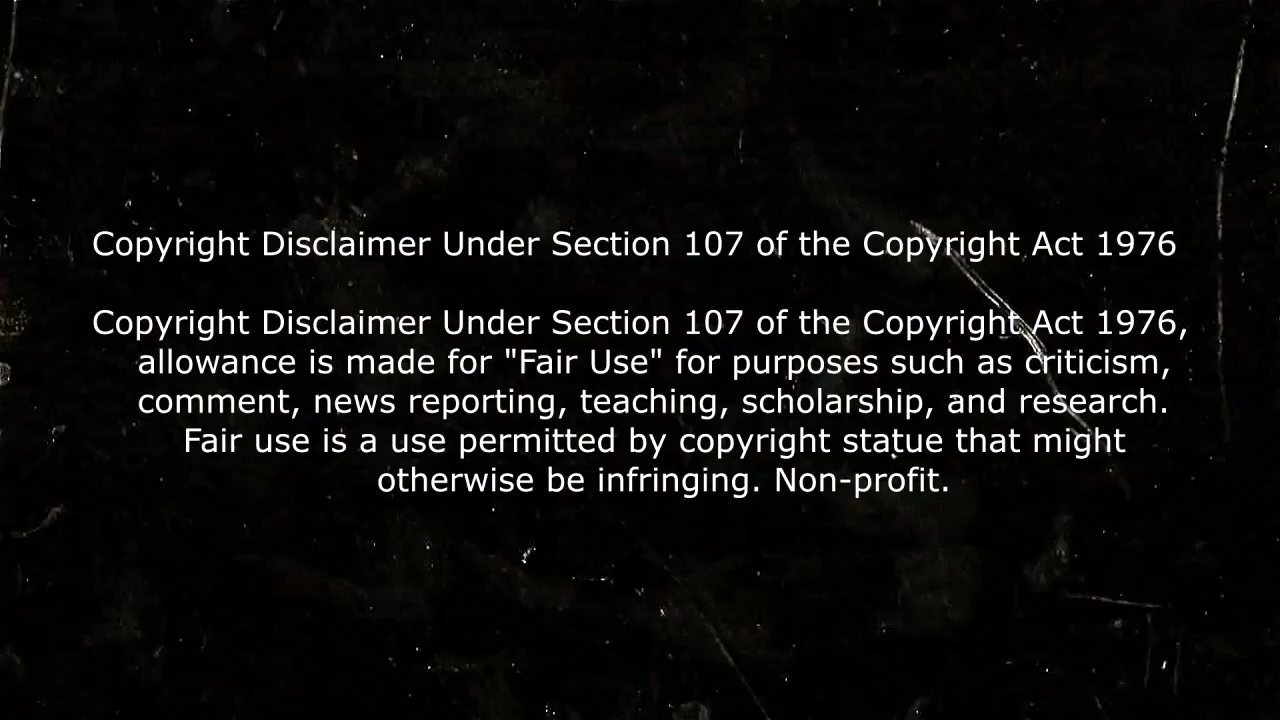 Copyright Disclaimer Under Section 107 of the Copyright Act 1976
Copyright Disclaimer Under Section 107 of the Copyright Act 1976,
allowance is made for "Fair Use" for purposes such as criticism,
comment, news reporting, teaching, scholarship, and research.
Fair use is a use permitted by copyright statue that might
otherwise be infringing. Non-profit.